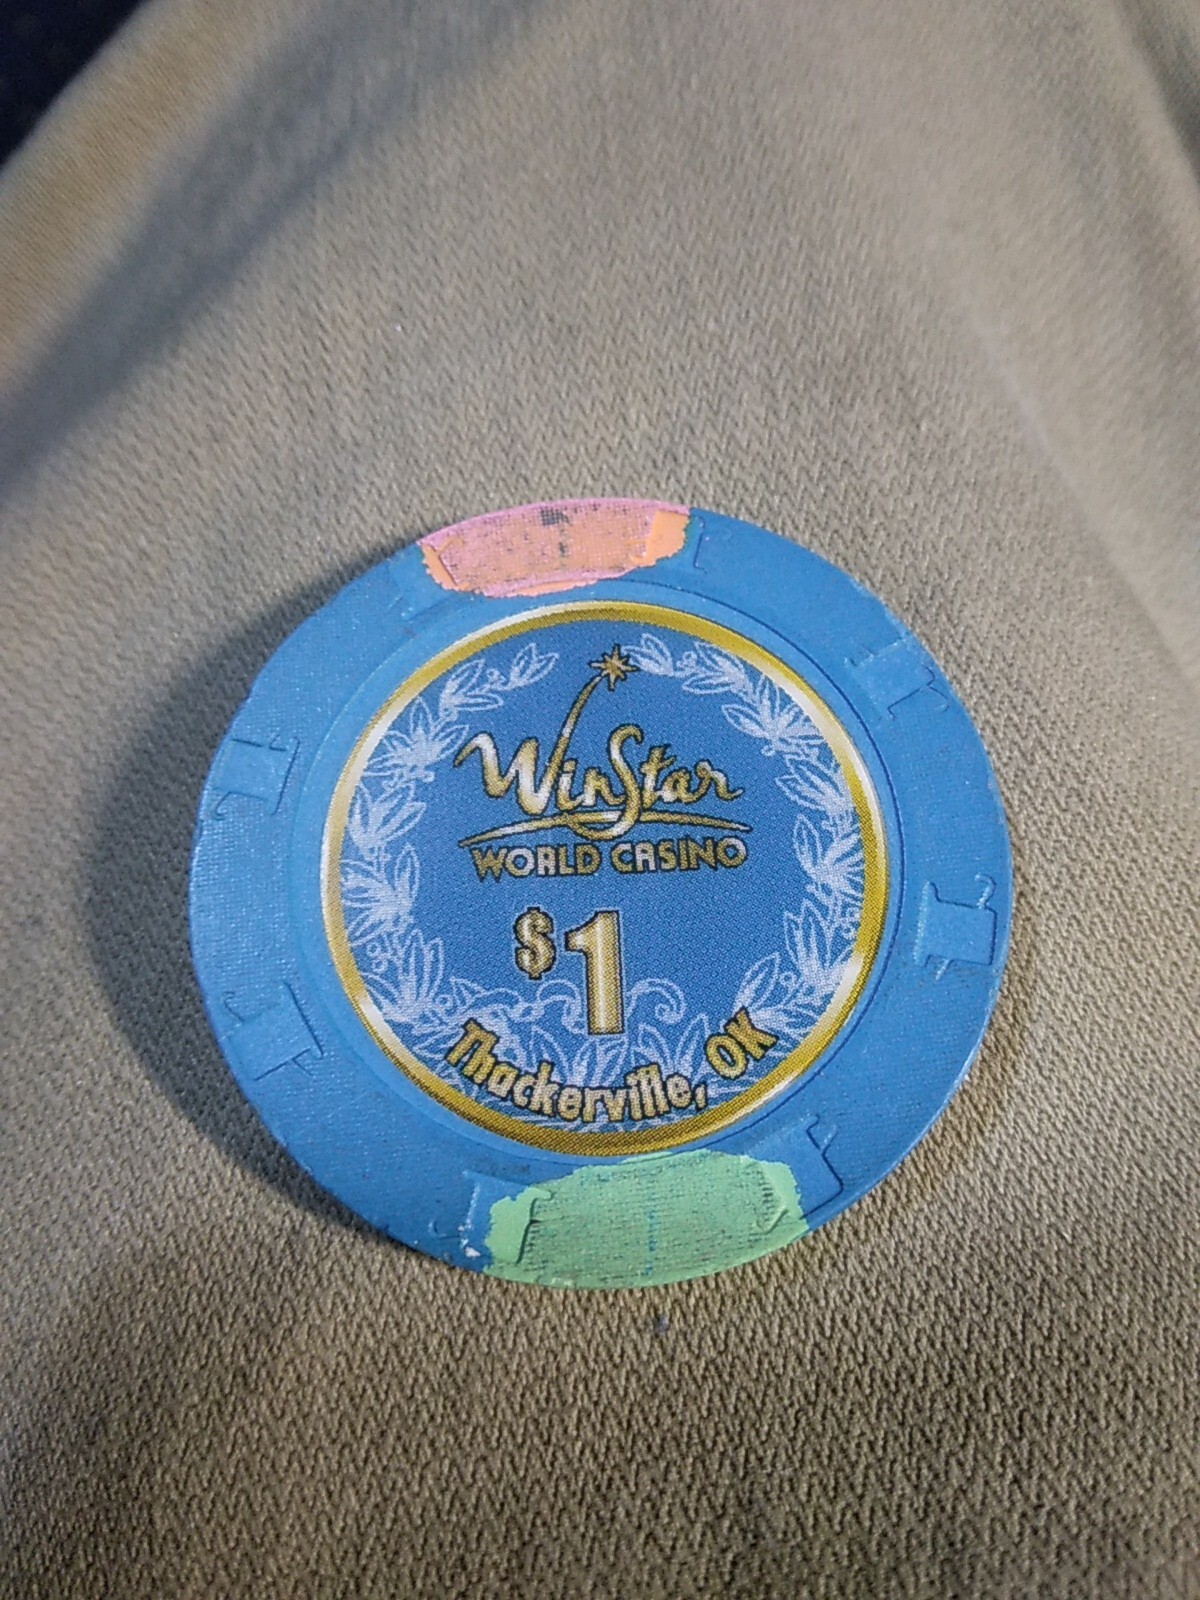 WinStar
WORLD CASINO
$1
Thackerville, OK